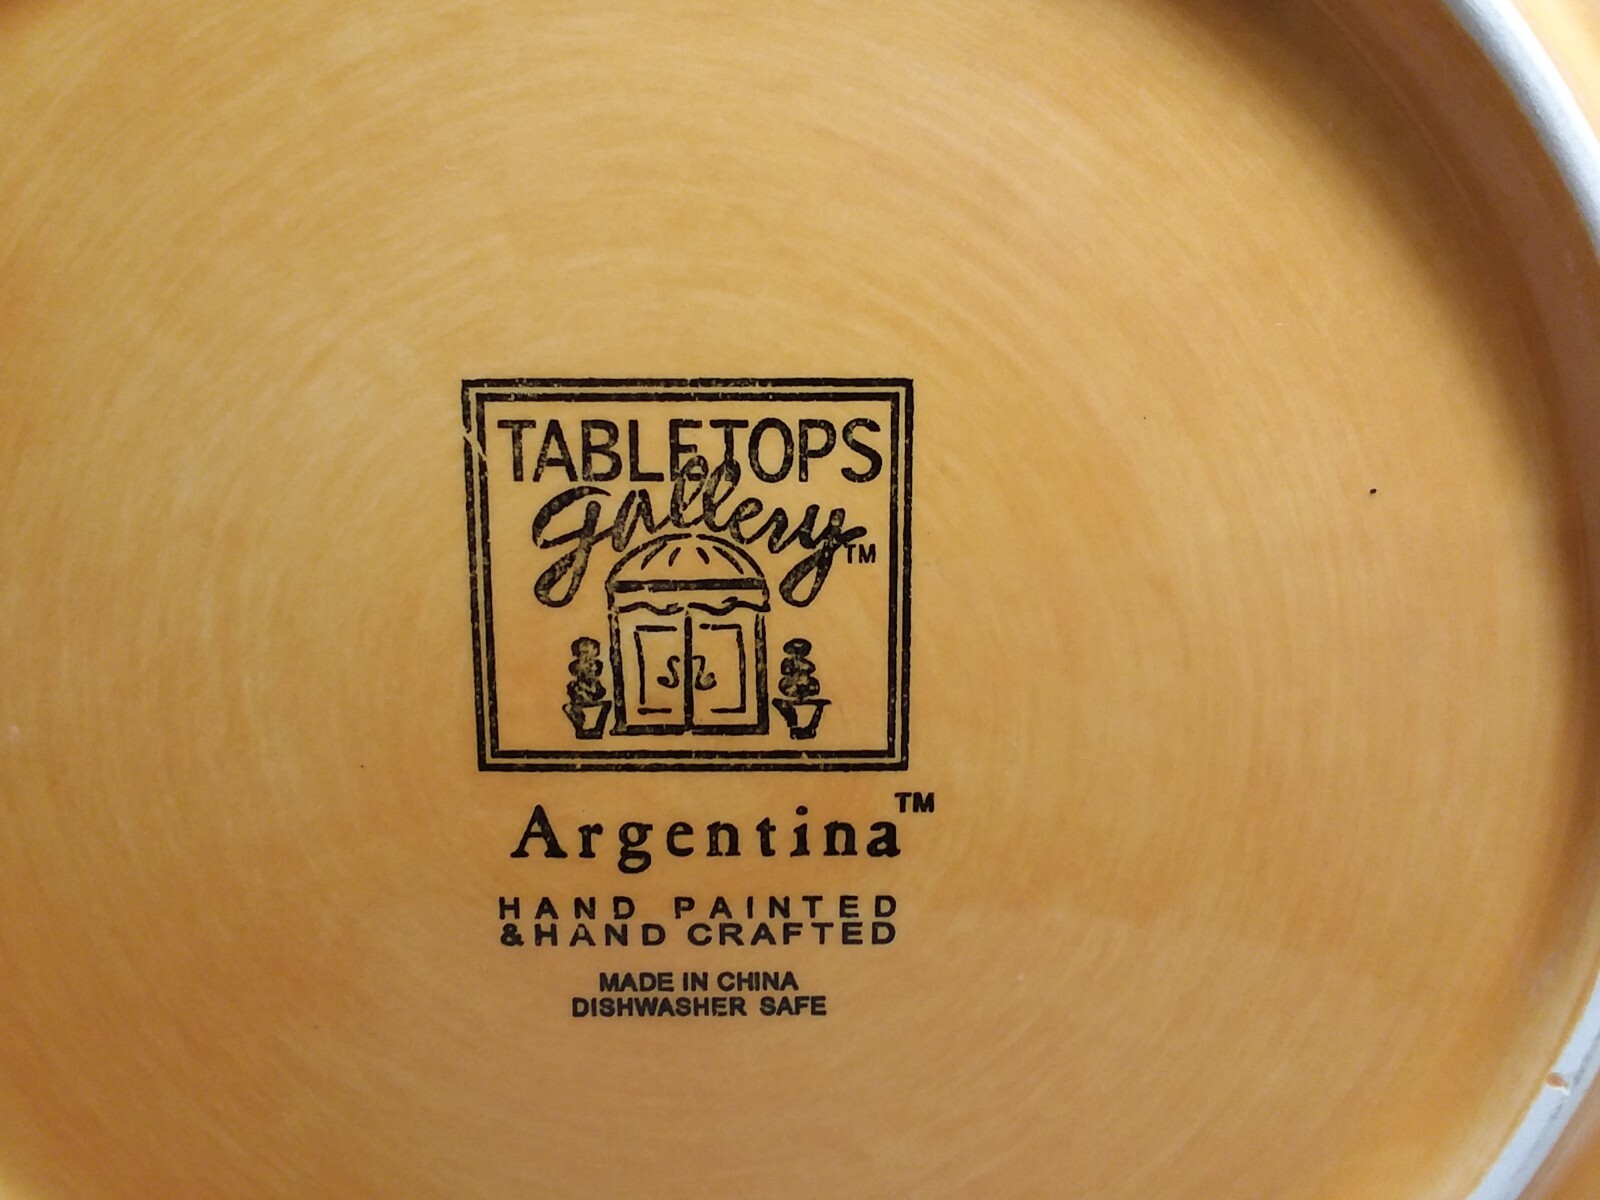 TABLETOPS
gallery™
Argentina™
HAND PAINTED
&HAND CRAFTED
MADE IN CHINA
DISHWASHER SAFE